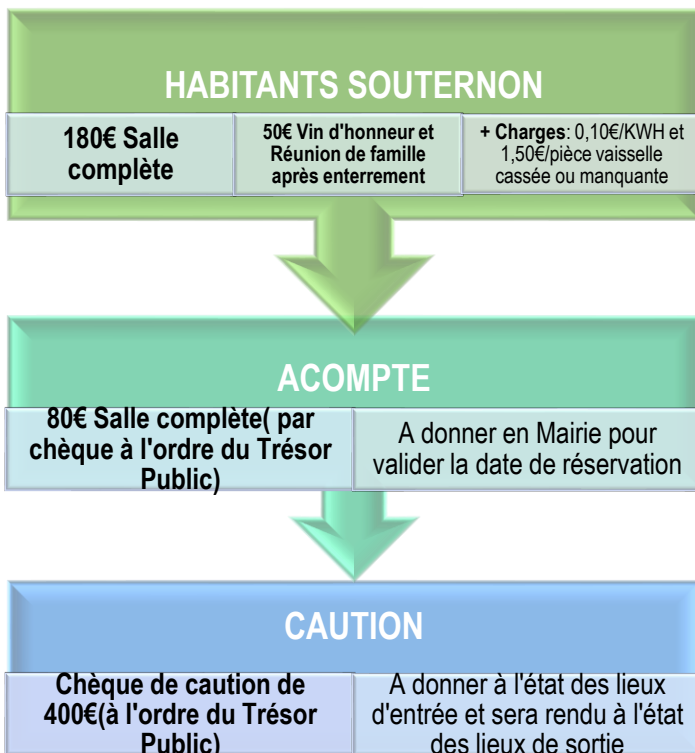 HABITANTS SOUTERNON
180€ Salle
complète
50€ Vin d'honneur et
Réunion de famille
après enterrement
+ Charges: 0,10€/KWH et
1,50€/pièce vaisselle
cassée ou manquante
ACOMPTE
80€ Salle complète( par
chèque à l'ordre du Trésor
Public)
A donner en Mairie pour
valider la date de réservation
CAUTION
Chèque de caution de
400€(à l'ordre du Trésor
Public)
A donner à l'état des lieux
d'entrée et sera rendu à l'état
des lieux de sortie